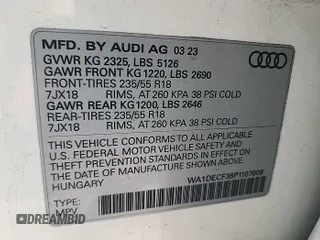 MFD. BY AUDI AG 03 23
GVWR KG 2325, LBS 5126
GAWR FRONT KG1220, LBS 2690
FRONT-TIRES 235/55 R18
7JX18 RIMS, AT 260 KPA 38 PSI COLD
GAWR REAR KG1200, LBS 2646
REAR-TIRES 235/55 R18
7JX18 RIMS, AT 260 KPA 38 PSI COLD
THIS VEHICLE CONFORMS TO ALL APPLICABLE
U.S. FEDERAL MOTOR VEHICLE SAFETY AND
THEFT PREVENTION STANDARDS IN EFFECT ON
THE DATE OF MANUFACTURE SHOWN ABOVE.
HUNGARY
TYPE:
MPV
DREAMBID